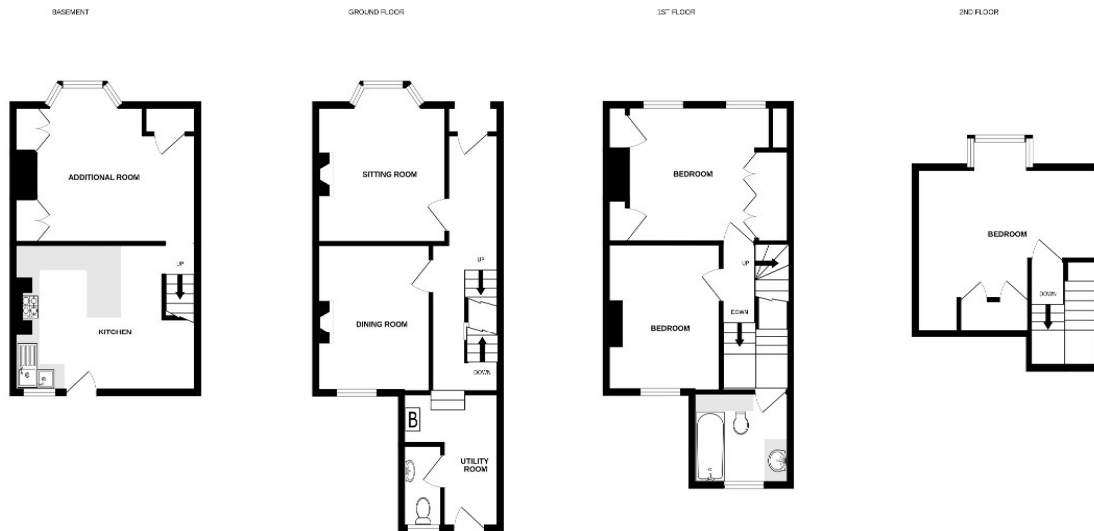 BASEMENT
ADDITIONAL ROOM
UP
KITCHEN
GROUND FLOOR
SITTING ROOM
UP
DINING ROOM
DOWN
B
UTILITY
ROOM
1ST FLOOR
BEDROOM
UP
DOWN
BEDROOM
2ND FLOOR
BEDROOM
DOWN